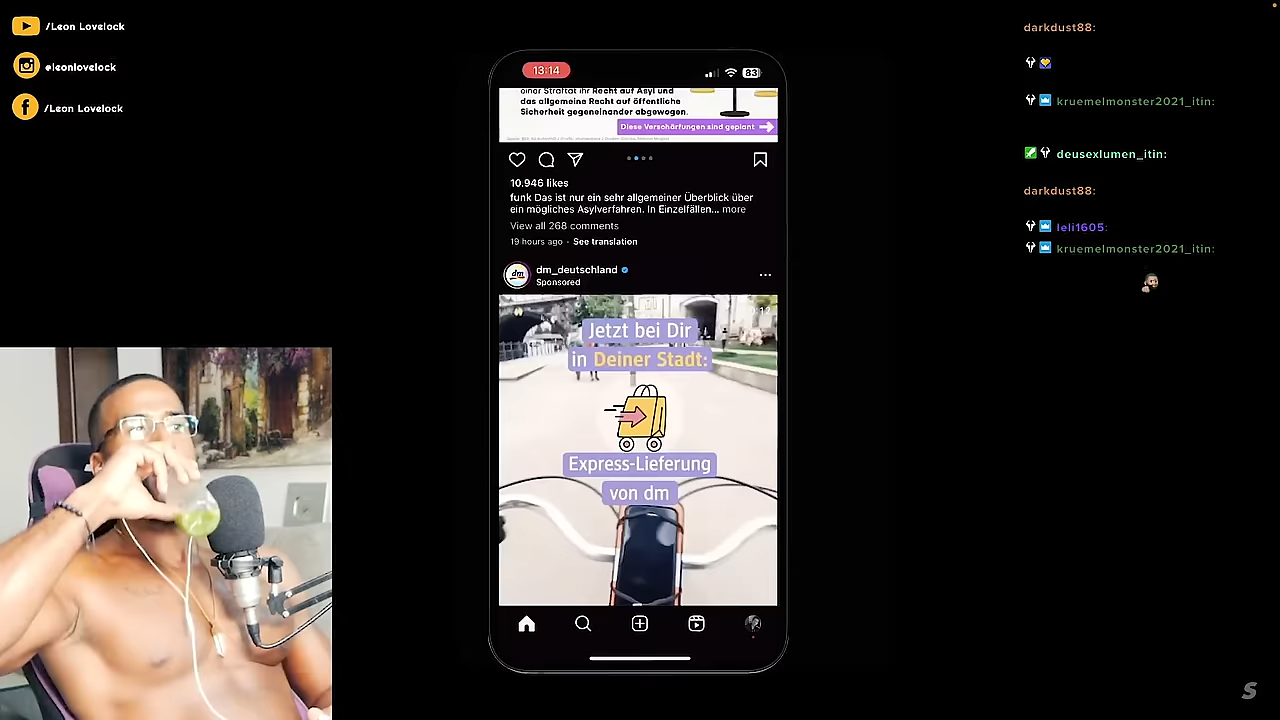 /Leon Lovelock
@leonlovelock
/Leon Lovelock
13:14
83
einer Straftat ihr Recht auf Asyl und
das allgemeine Recht auf öffentliche
Sicherheit gegeneinander abgewogen.
Diese Verschärfungen sind geplant
10.946 likes
funk Das ist nur ein sehr allgemeiner Überblick über
ein mögliches Asylverfahren. In Einzelfällen... more
View all 268 comments
19 hours ago · See translation
dm
dm_deutschland
Sponsored
Jetzt bei Dir
in Deiner Stadt:
Express-Lieferung
von dm
darkdust88:
kruemelmonster2021_itin:
deusexlumen_itin:
darkdust88:
leli1605:
kruemelmonster2021_itin:
S